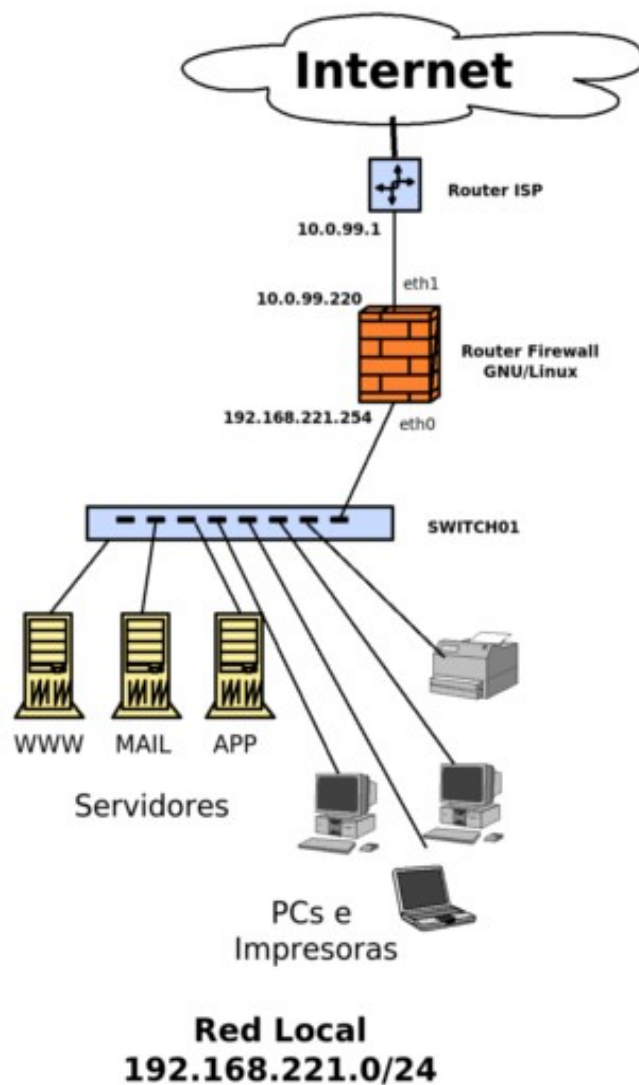 Internet
Router ISP
10.0.99.1
eth1
10.0.99.220
Router Firewall
GNU/Linux
192.168.221.254
eth0
SWITCH01
WWW
MAIL
APP
Servidores
PCs e
Impresoras
Red Local
192.168.221.0/24